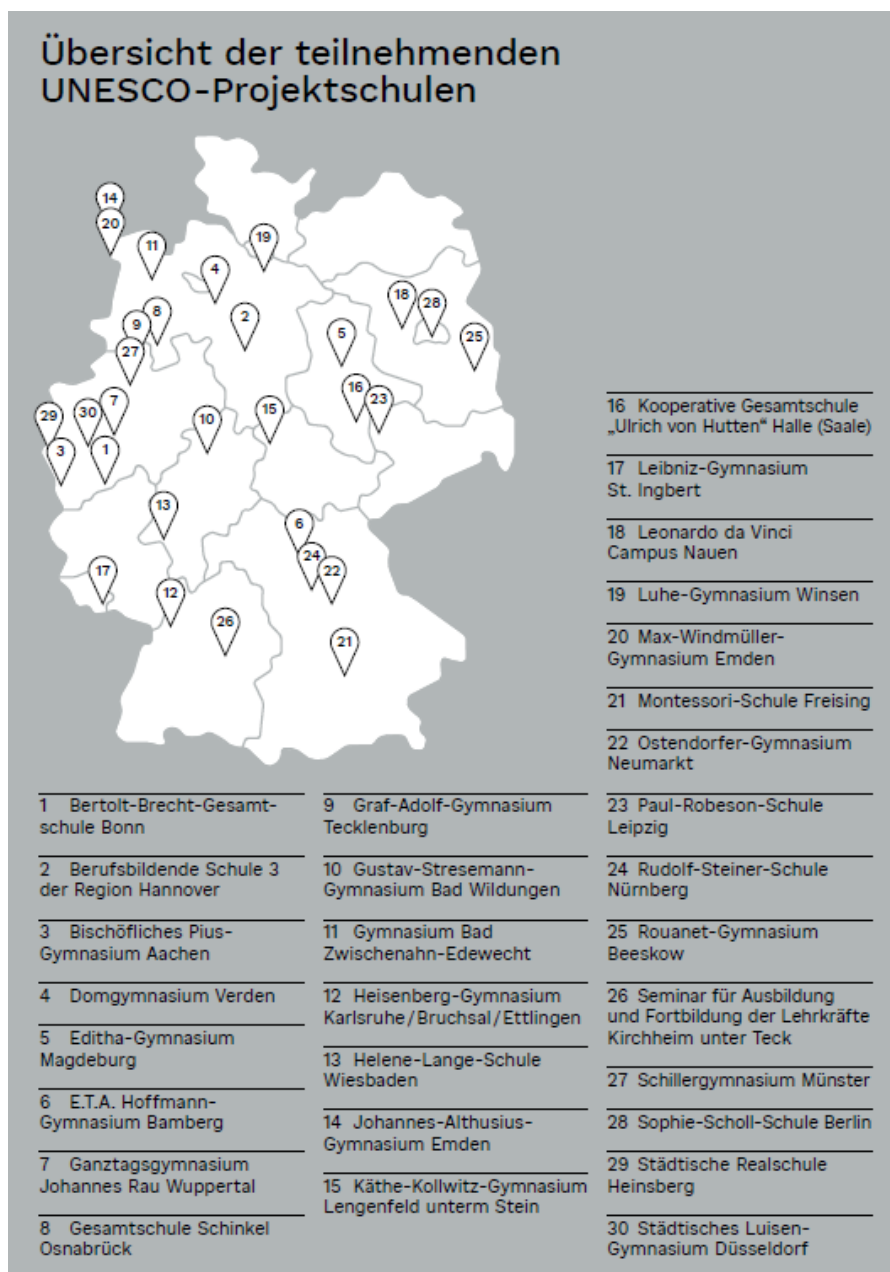 Übersicht der teilnehmenden
UNESCO-Projektschulen
14
20
11
19
4
18
28
8
2
9
5
25
27
16
23
7
15
29
30
10
3
1
13
6
24
17
22
12
26
21
1 Bertolt-Brecht-Gesamt-
schule Bonn
2 Berufsbildende Schule 3
der Region Hannover
3 Bischöfliches Pius-
Gymnasium Aachen
4 Domgymnasium Verden
5 Editha-Gymnasium
Magdeburg
6 E.T.A. Hoffmann-
Gymnasium Bamberg
7 Ganztagsgymnasium
Johannes Rau Wuppertal
8 Gesamtschule Schinkel
Osnabrück
9 Graf-Adolf-Gymnasium
Tecklenburg
10 Gustav-Stresemann-
Gymnasium Bad Wildungen
11 Gymnasium Bad
Zwischenahn-Edewecht
12 Heisenberg-Gymnasium
Karlsruhe/Bruchsal/Ettlingen
13 Helene-Lange-Schule
Wiesbaden
14 Johannes-Althusius-
Gymnasium Emden
15 Käthe-Kollwitz-Gymnasium
Lengenfeld unterm Stein
16 Kooperative Gesamtschule
„Ulrich von Hutten“ Halle (Saale)
17 Leibniz-Gymnasium
St. Ingbert
18 Leonardo da Vinci
Campus Nauen
19 Luhe-Gymnasium Winsen
20 Max-Windmüller-
Gymnasium Emden
21 Montessori-Schule Freising
22 Ostendorfer-Gymnasium
Neumarkt
23 Paul-Robeson-Schule
Leipzig
24 Rudolf-Steiner-Schule
Nürnberg
25 Rouanet-Gymnasium
Beeskow
26 Seminar für Ausbildung
und Fortbildung der Lehrkräfte
Kirchheim unter Teck
27 Schillergymnasium Münster
28 Sophie-Scholl-Schule Berlin
29 Städtische Realschule
Heinsberg
30 Städtisches Luisen-
Gymnasium Düsseldorf